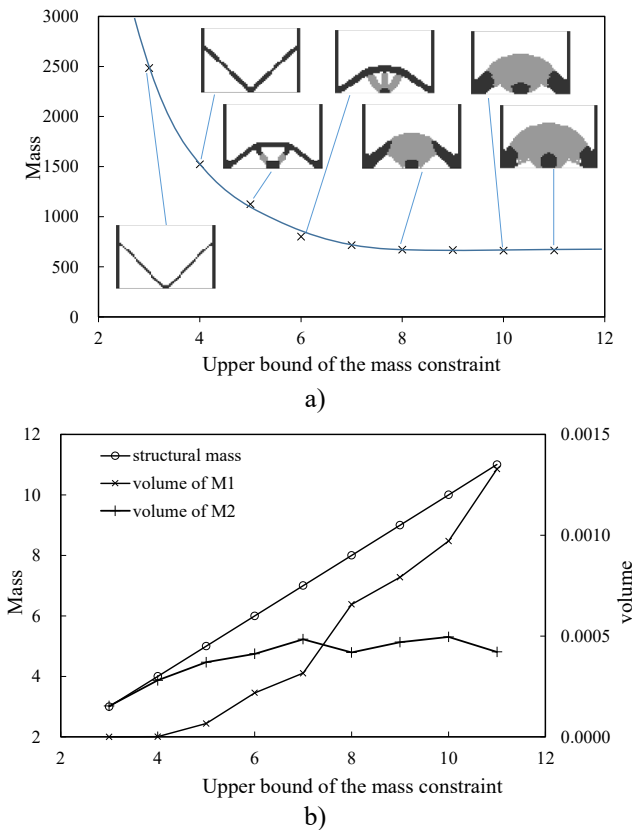 3000
2500
2000
1500
1000
500
0
Mass
2 4 6 8 10 12
Upper bound of the mass constraint
a)
12
10
8
6
4
2
Mass
structural mass
volume of M1
volume of M2
0.0015
0.0010
0.0005
0.0000
volume
2 4 6 8 10 12
Upper bound of the mass constraint
b)